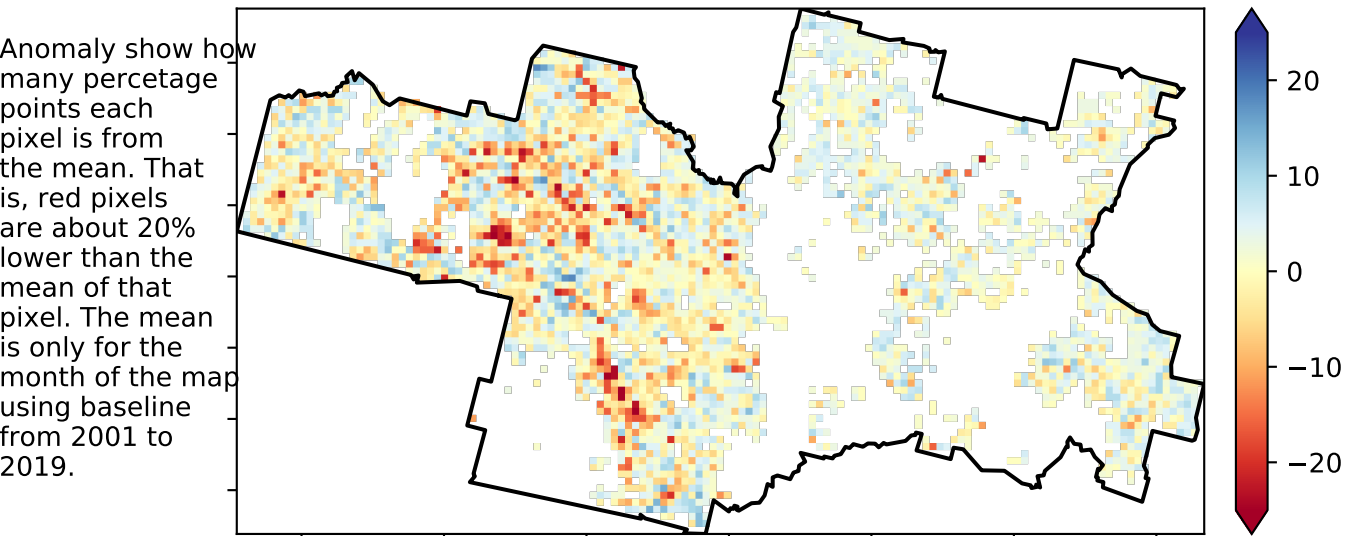 Anomaly show how
many percetage
points each
pixel is from
the mean. That
is, red pixels
are about 20%
lower than the
mean of that
pixel. The mean
is only for the
month of the map
using baseline
from 2001 to
2019.
20
10
0
−10
−20